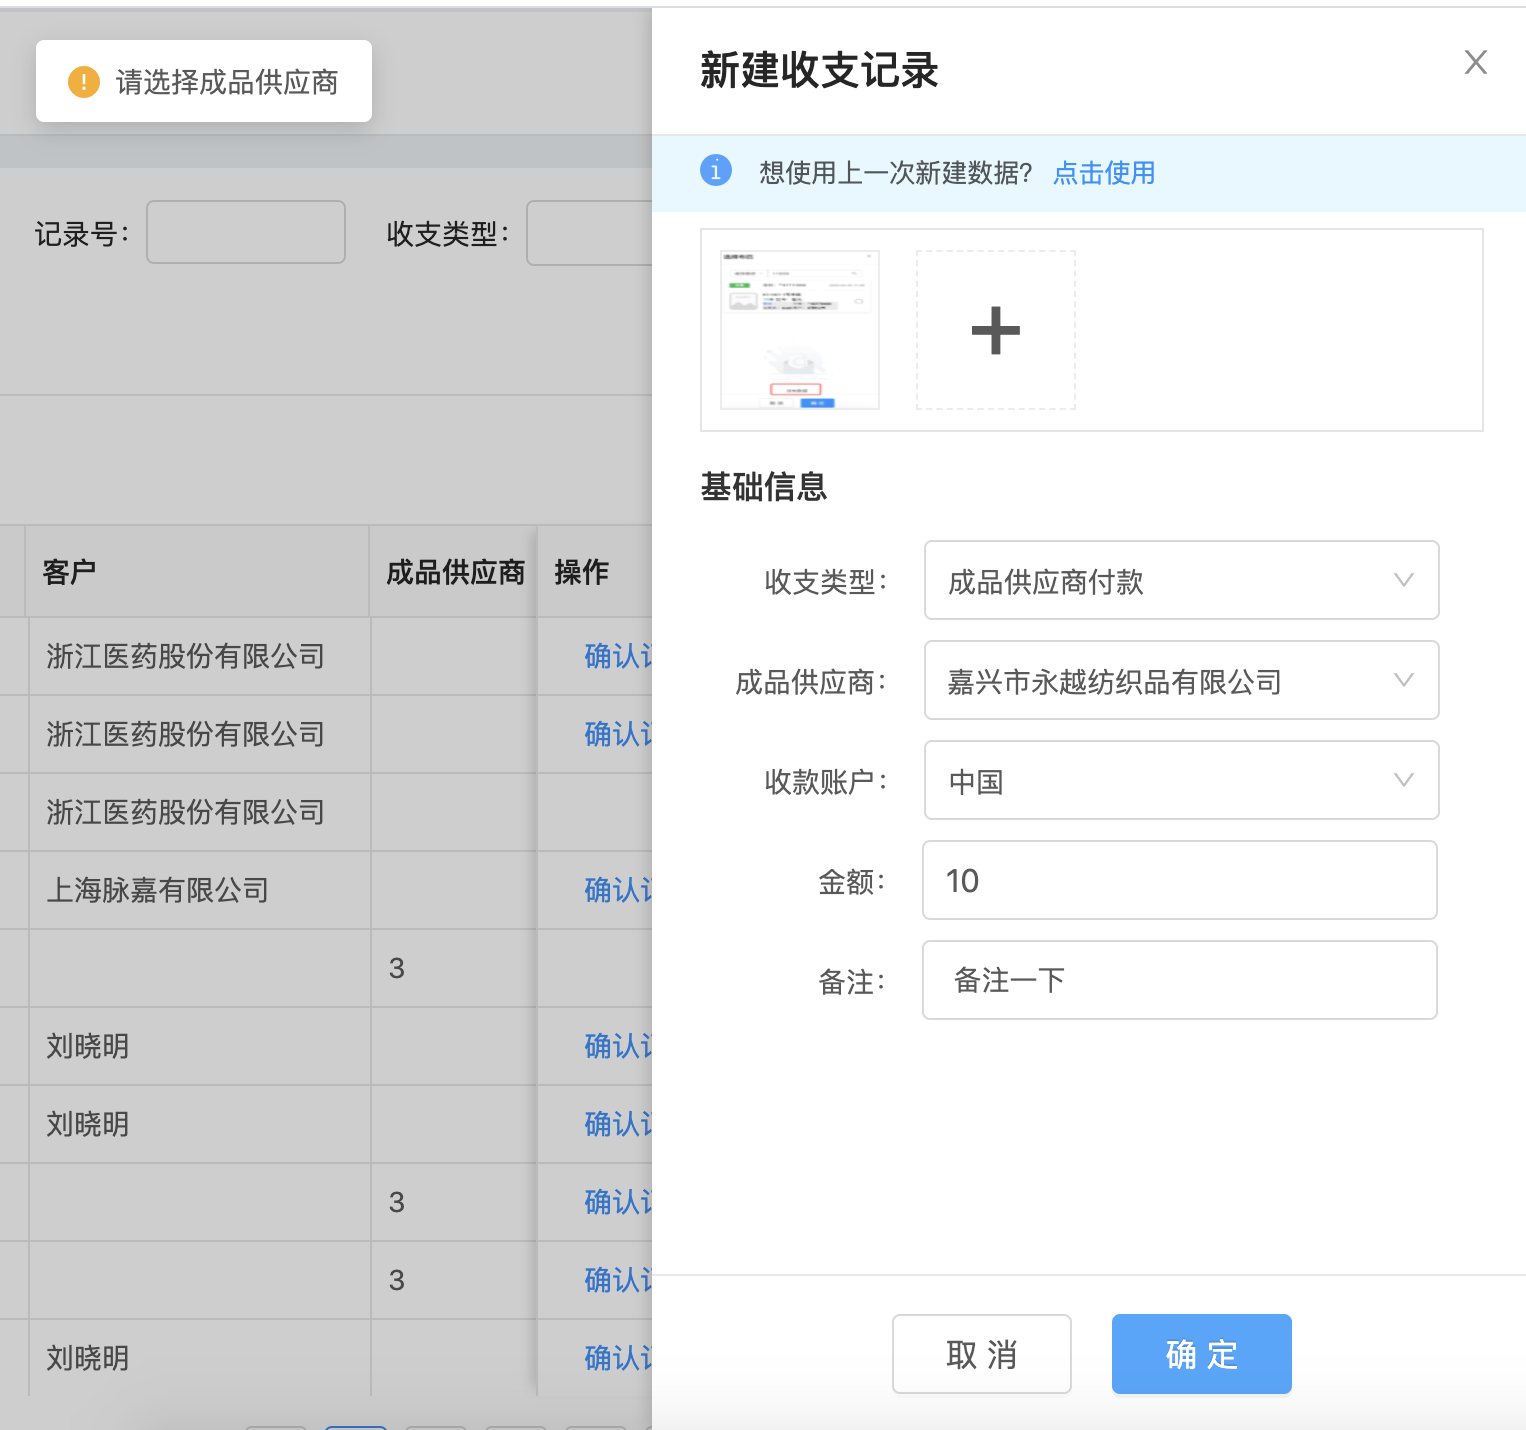 请选择成品供应商
记录号：
收支类型：
客户
成品供应商
操作
浙江医药股份有限公司
确认
浙江医药股份有限公司
确认
浙江医药股份有限公司
上海脉嘉有限公司
确认
3
刘晓明
确认
刘晓明
确认
3
确认
3
确认
刘晓明
确认
新建收支记录
想使用上一次新建数据? 点击使用
基础信息
收支类型：
成品供应商付款
成品供应商：
嘉兴市永越纺织品有限公司
收款账户：
中国
金额：
10
备注：
备注一下
取 消
确 定